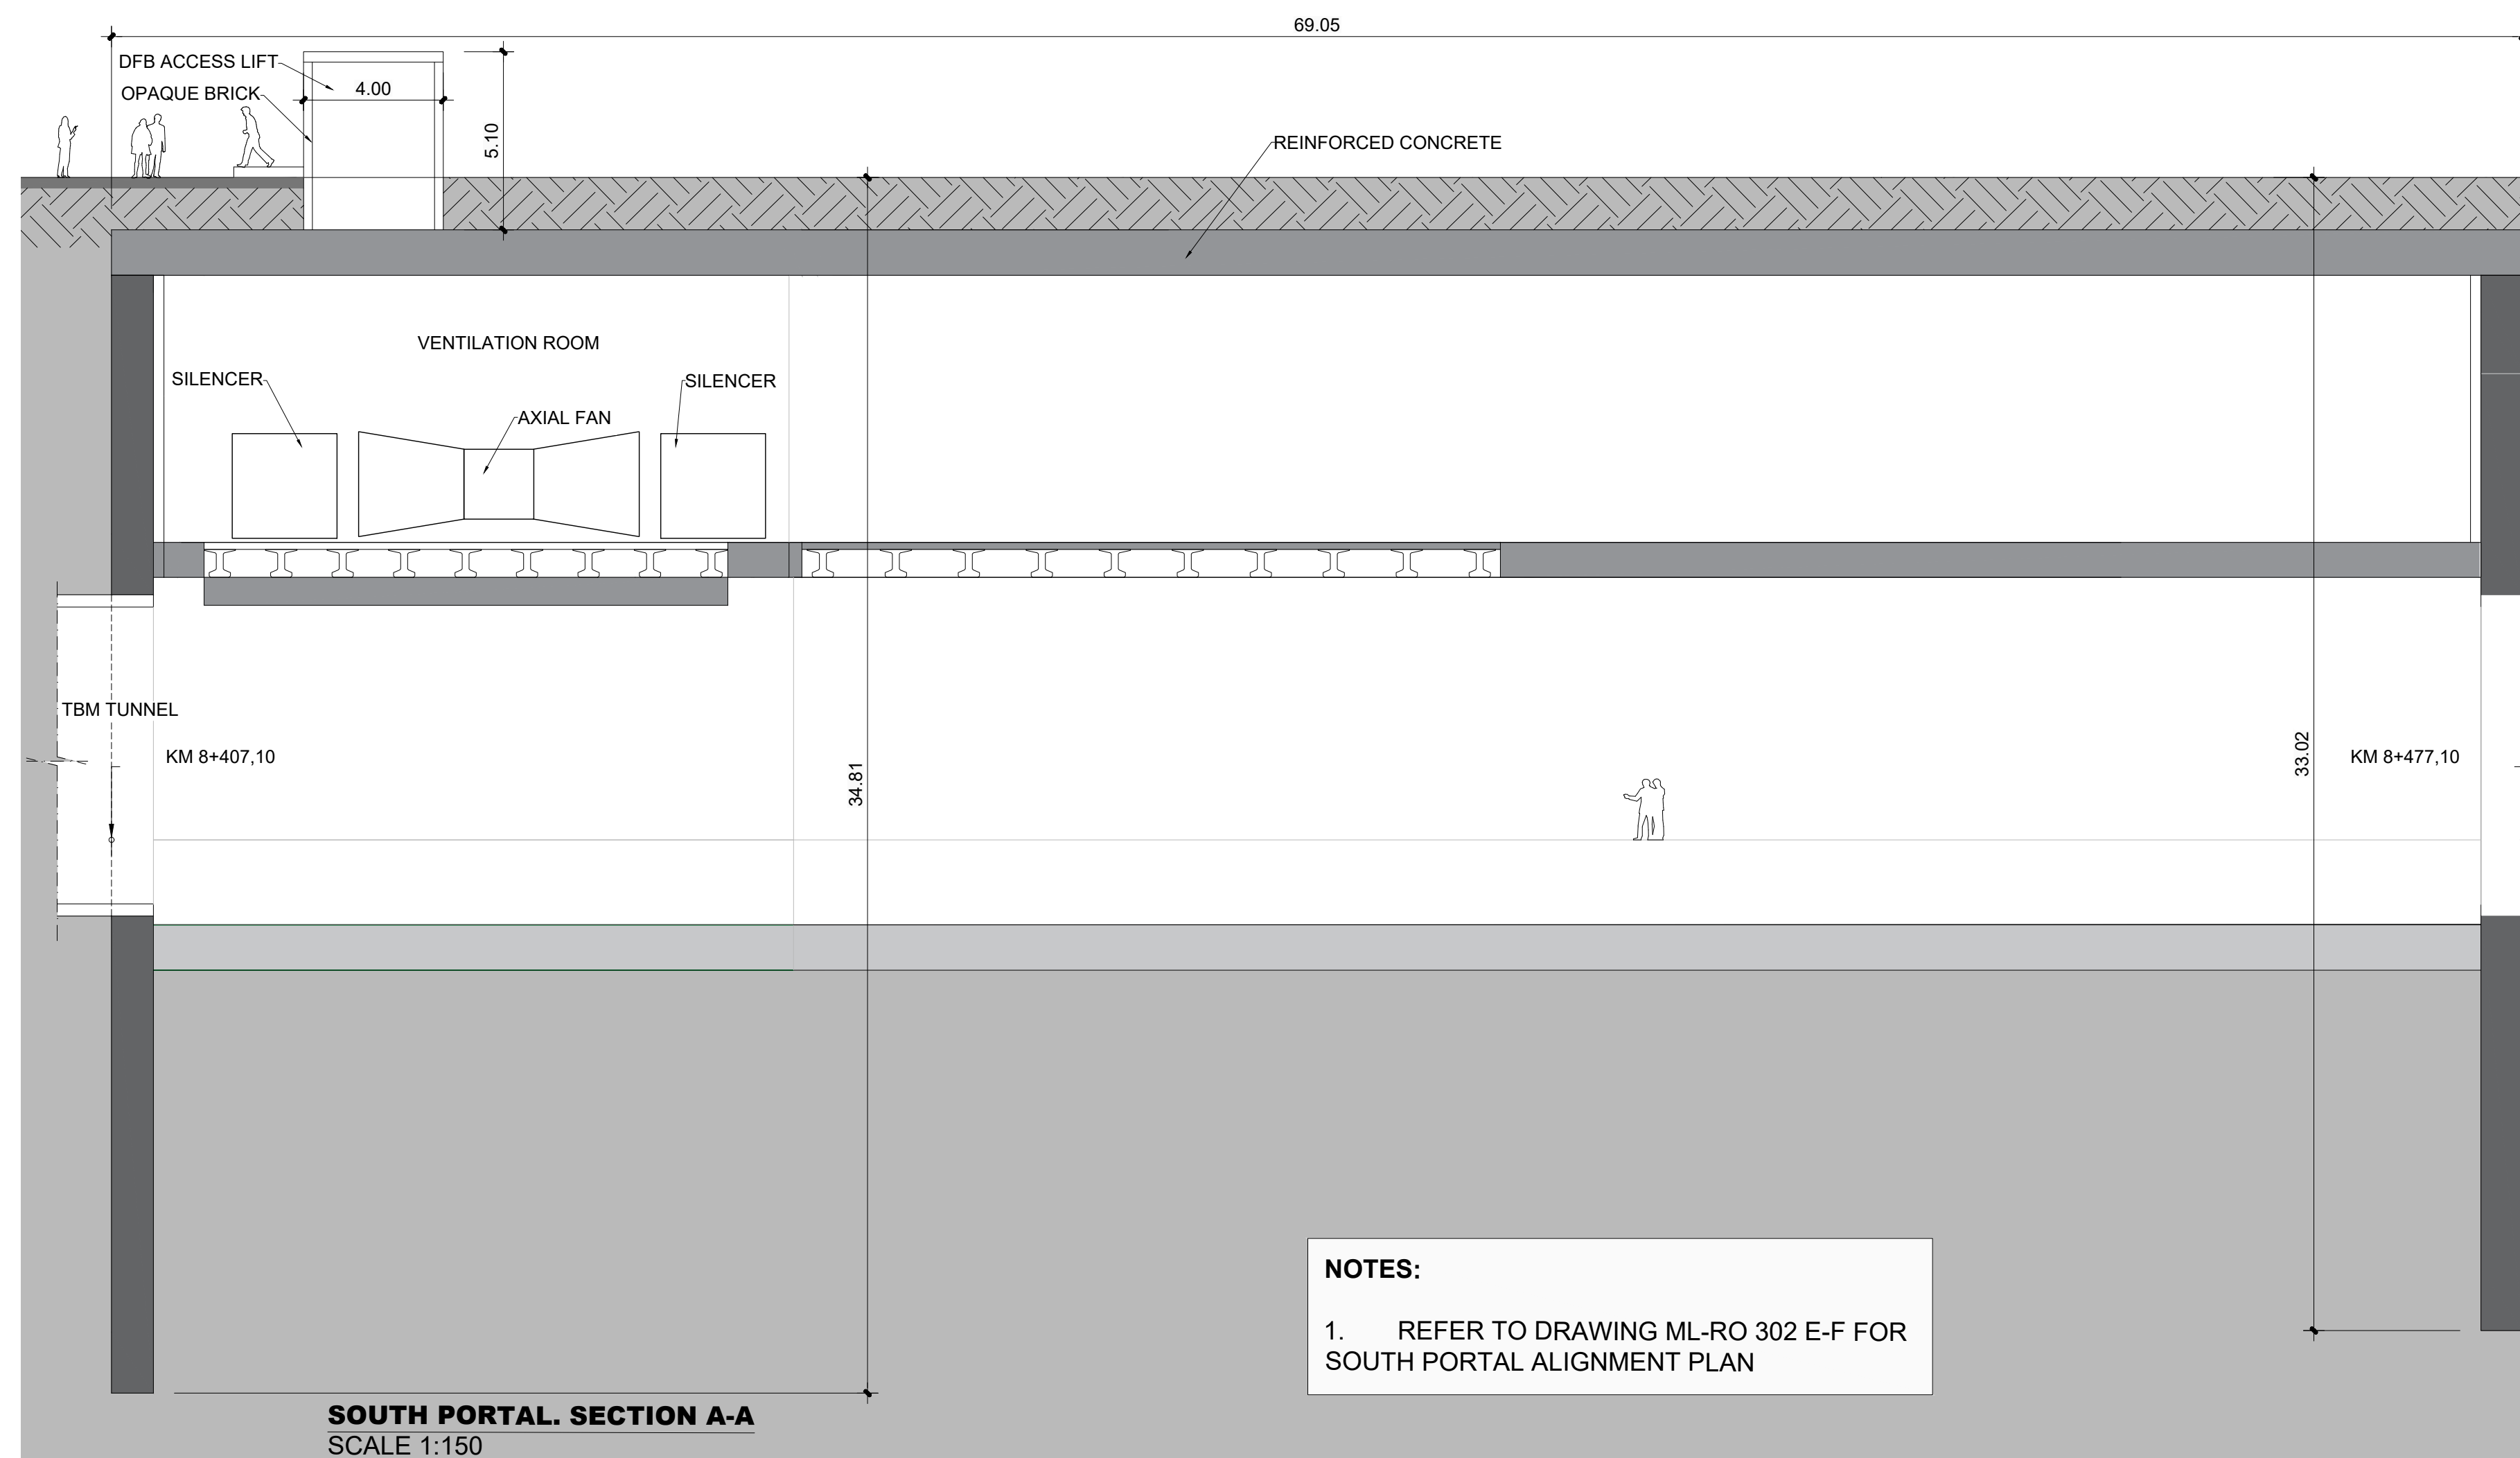 69.05
DFB ACCESS LIFT
4.00
OPAQUE BRICK
5.10
REINFORCED CONCRETE
VENTILATION ROOM
SILENCER
SILENCER
AXIAL FAN
TBM TUNNEL
KM 8+407,10
34.81
33.02
KM 8+477,10
NOTES:
1. REFER TO DRAWING ML-RO 302 E-F FOR
SOUTH PORTAL ALIGNMENT PLAN
SOUTH PORTAL. SECTION A-A
SCALE 1:150